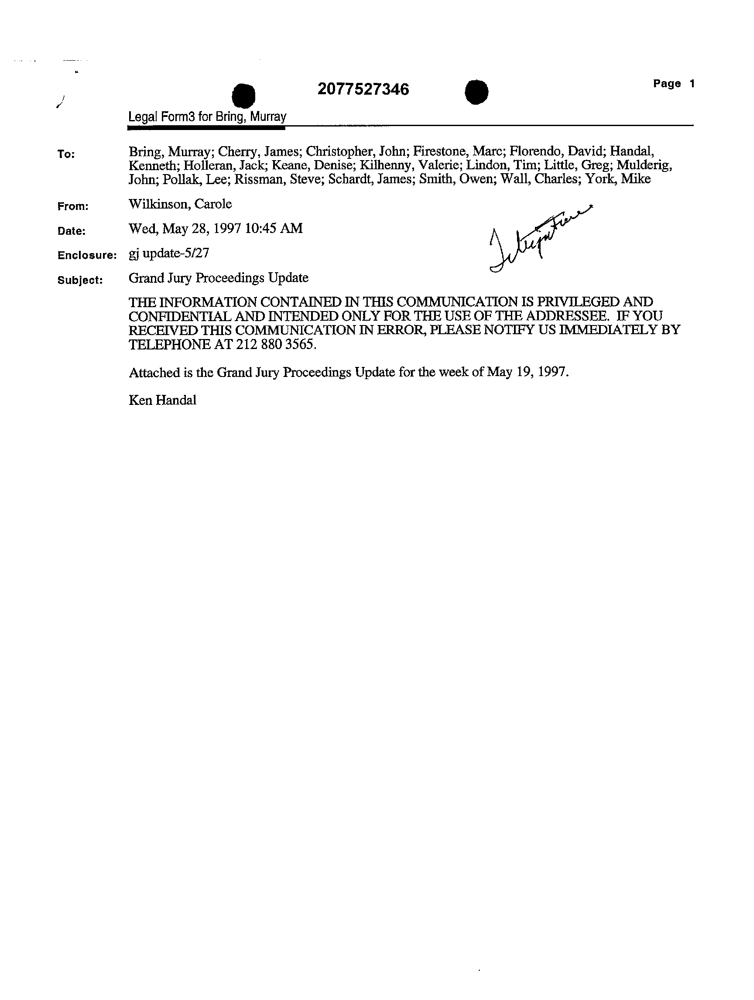 2077527346
Page 1
Legal Form3 for Bring, Murray
To: Bring, Murray; Cherry, James; Christopher, John; Firestone, Marc; Florendo, David; Handal,
Kenneth; Holleran, Jack; Keane, Denise; Kilhenny, Valerie; Lindon, Tim; Little, Greg; Mulderig,
John; Pollak, Lee; Rissman, Steve; Schardt, James; Smith, Owen; Wall, Charles; York, Mike
From: Wilkinson, Carole
Date: Wed, May 28, 1997 10:45 AM
Enclosure: gj update-5/27
Subject: Grand Jury Proceedings Update
THE INFORMATION CONTAINED IN THIS COMMUNICATION IS PRIVILEGED AND
CONFIDENTIAL AND INTENDED ONLY FOR THE USE OF THE ADDRESSEE. IF YOU
RECEIVED THIS COMMUNICATION IN ERROR, PLEASE NOTIFY US IMMEDIATELY BY
TELEPHONE AT 212 880 3565.
Attached is the Grand Jury Proceedings Update for the week of May 19, 1997.
Ken Handal